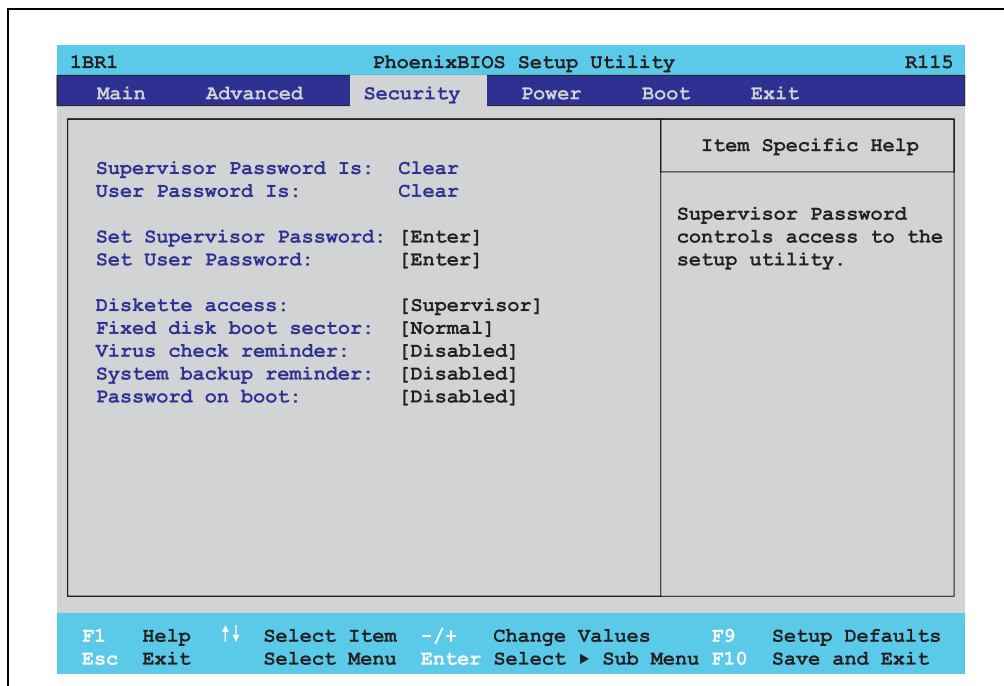 1BR1 PhoenixBIOS Setup Utility R115
Main Advanced Security Power Boot Exit
Item Specific Help
Supervisor Password Is: Clear
User Password Is: Clear
Set Supervisor Password: [Enter]
Set User Password: [Enter]
Diskette access: [Supervisor]
Fixed disk boot sector: [Normal]
Virus check reminder: [Disabled]
System backup reminder: [Disabled]
Password on boot: [Disabled]
Supervisor Password
controls access to the
setup utility.
F1 Help ↑↓ Select Item -/+ Change Values F9 Setup Defaults
Esc Exit Select Menu Enter Select ▶ Sub Menu F10 Save and Exit